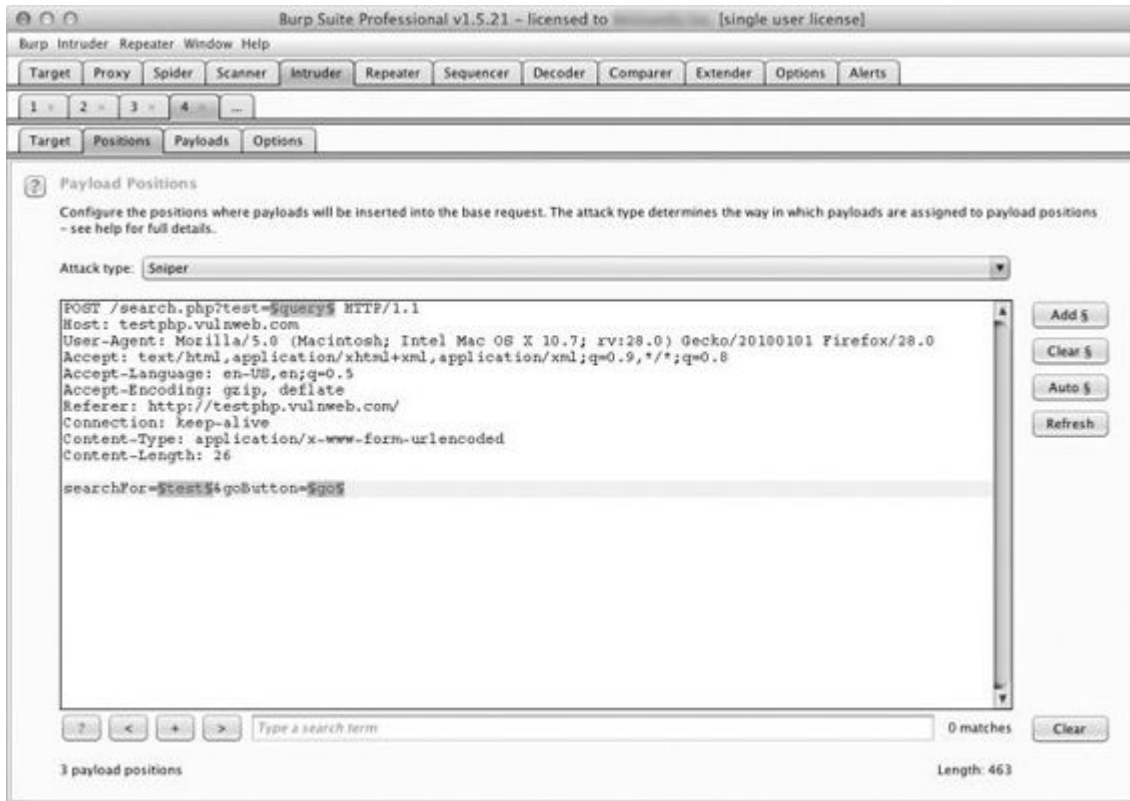 Burp Suite Professional v1.5.21 – licensed to [single user license]
Burp Intruder Repeater Window Help
Target Proxy Spider Scanner Intruder Repeater Sequencer Decoder Comparer Extender Options Alerts
1 × 2 × 3 × 4 × ...
Target Positions Payloads Options
? Payload Positions
Configure the positions where payloads will be inserted into the base request. The attack type determines the way in which payloads are assigned to payload positions
– see help for full details.
Attack type: Sniper
POST /search.php?test=§query§ HTTP/1.1
Host: testphp.vulnweb.com
User-Agent: Mozilla/5.0 (Macintosh; Intel Mac OS X 10.7; rv:28.0) Gecko/20100101 Firefox/28.0
Accept: text/html,application/xhtml+xml,application/xml;q=0.9,*/*;q=0.8
Accept-Language: en-US,en;q=0.5
Accept-Encoding: gzip, deflate
Referer: http://testphp.vulnweb.com/
Connection: keep-alive
Content-Type: application/x-www-form-urlencoded
Content-Length: 26
searchFor=§test§&goButton=§go§
Add §
Clear §
Auto §
Refresh
? < + > Type a search term 0 matches Clear
3 payload positions Length: 463